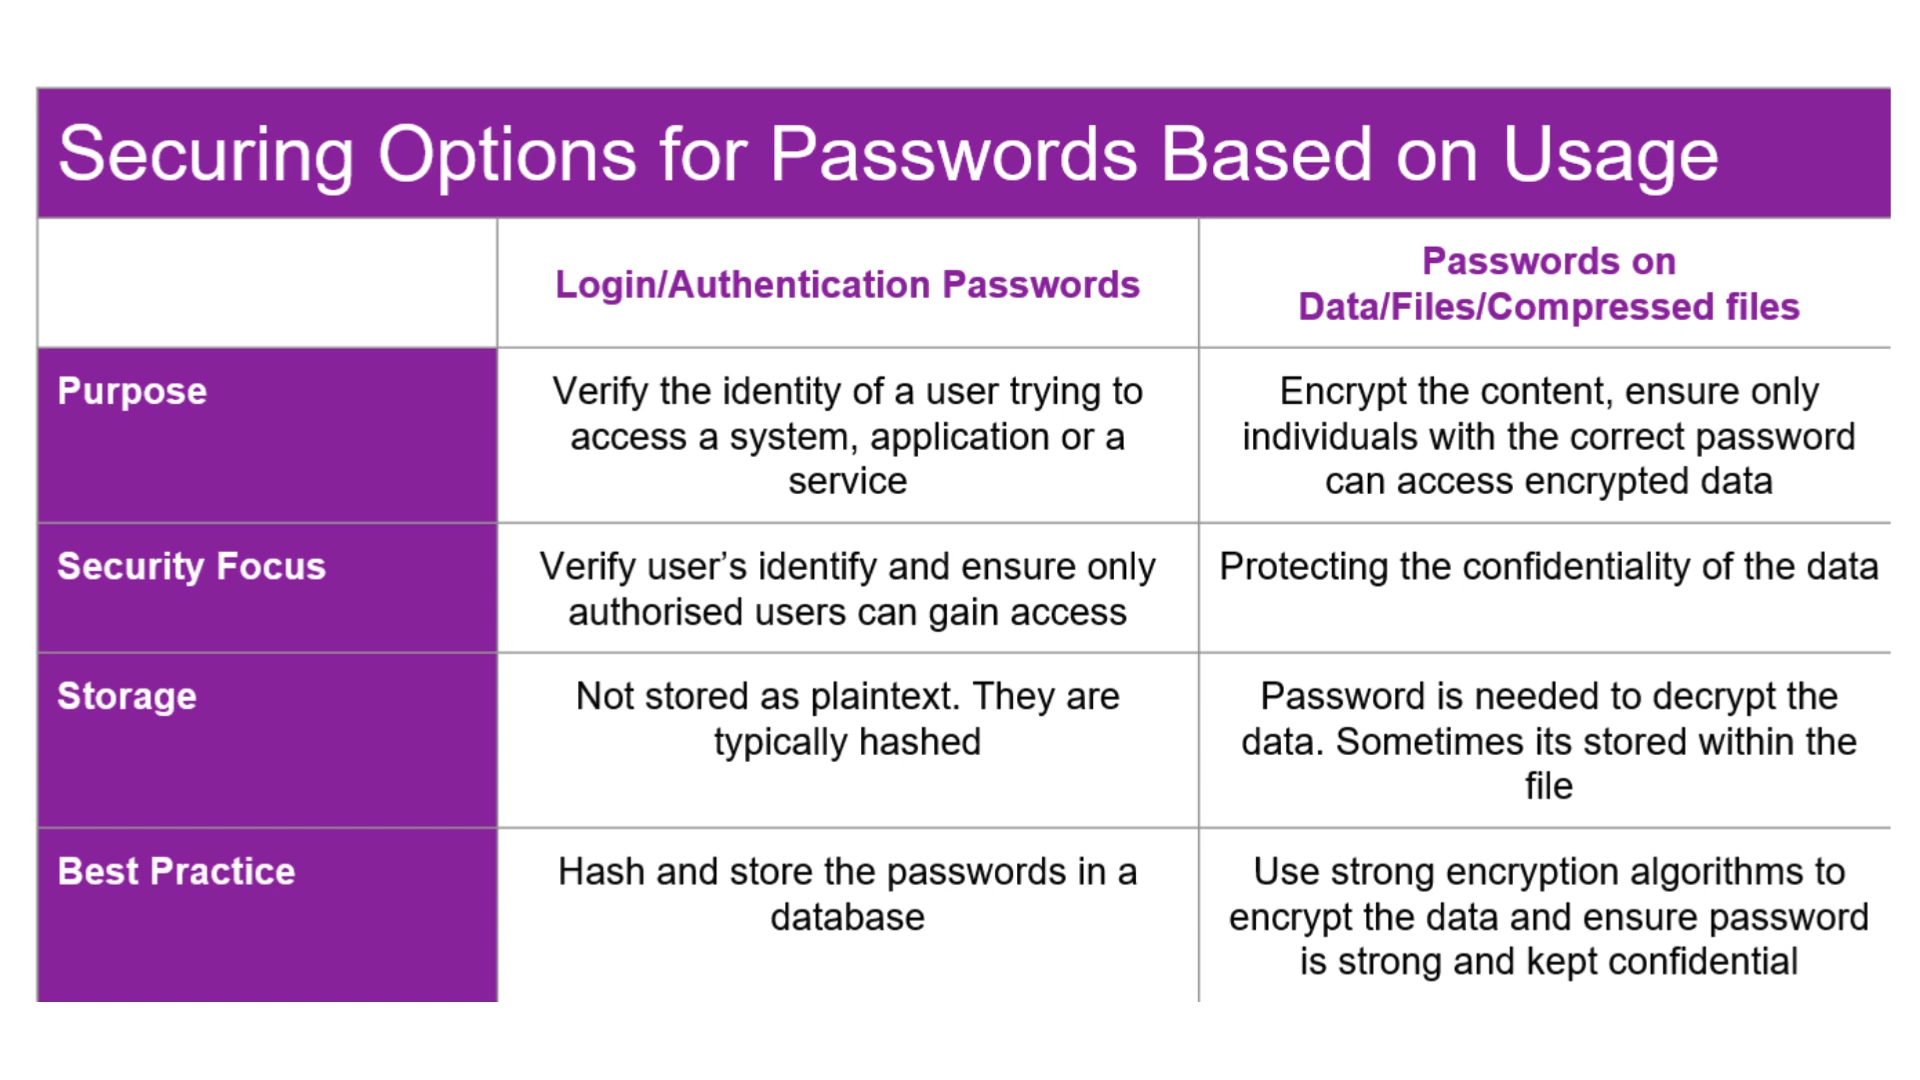 Securing Options for Passwords Based on Usage
Login/Authentication Passwords
Passwords on
Data/Files/Compressed files
Purpose
Verify the identity of a user trying to
access a system, application or a
service
Encrypt the content, ensure only
individuals with the correct password
can access encrypted data
Security Focus
Verify user’s identify and ensure only
authorised users can gain access
Protecting the confidentiality of the data
Storage
Not stored as plaintext. They are
typically hashed
Password is needed to decrypt the
data. Sometimes its stored within the
file
Best Practice
Hash and store the passwords in a
database
Use strong encryption algorithms to
encrypt the data and ensure password
is strong and kept confidential